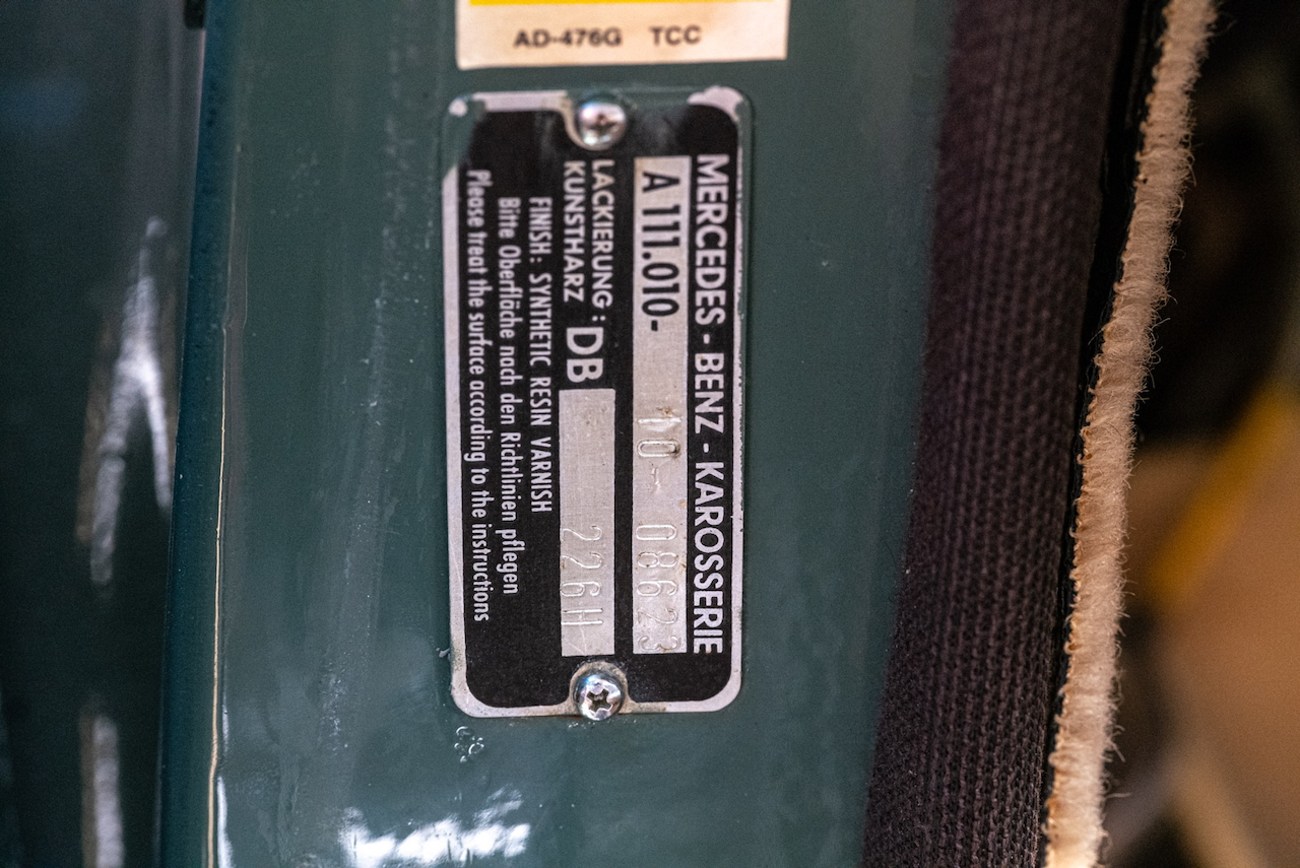 AD-476G TCC
MERCEDES - BENZ - KAROSSERIE
A 111.010- 10- 08623
LACKIERUNG :
KUNSTHARZ DB 226H
FINISH : SYNTHETIC RESIN VARNISH
Bitte Oberfläche nach den Richtlinien pflegen
Please treat the surface according to the instructions